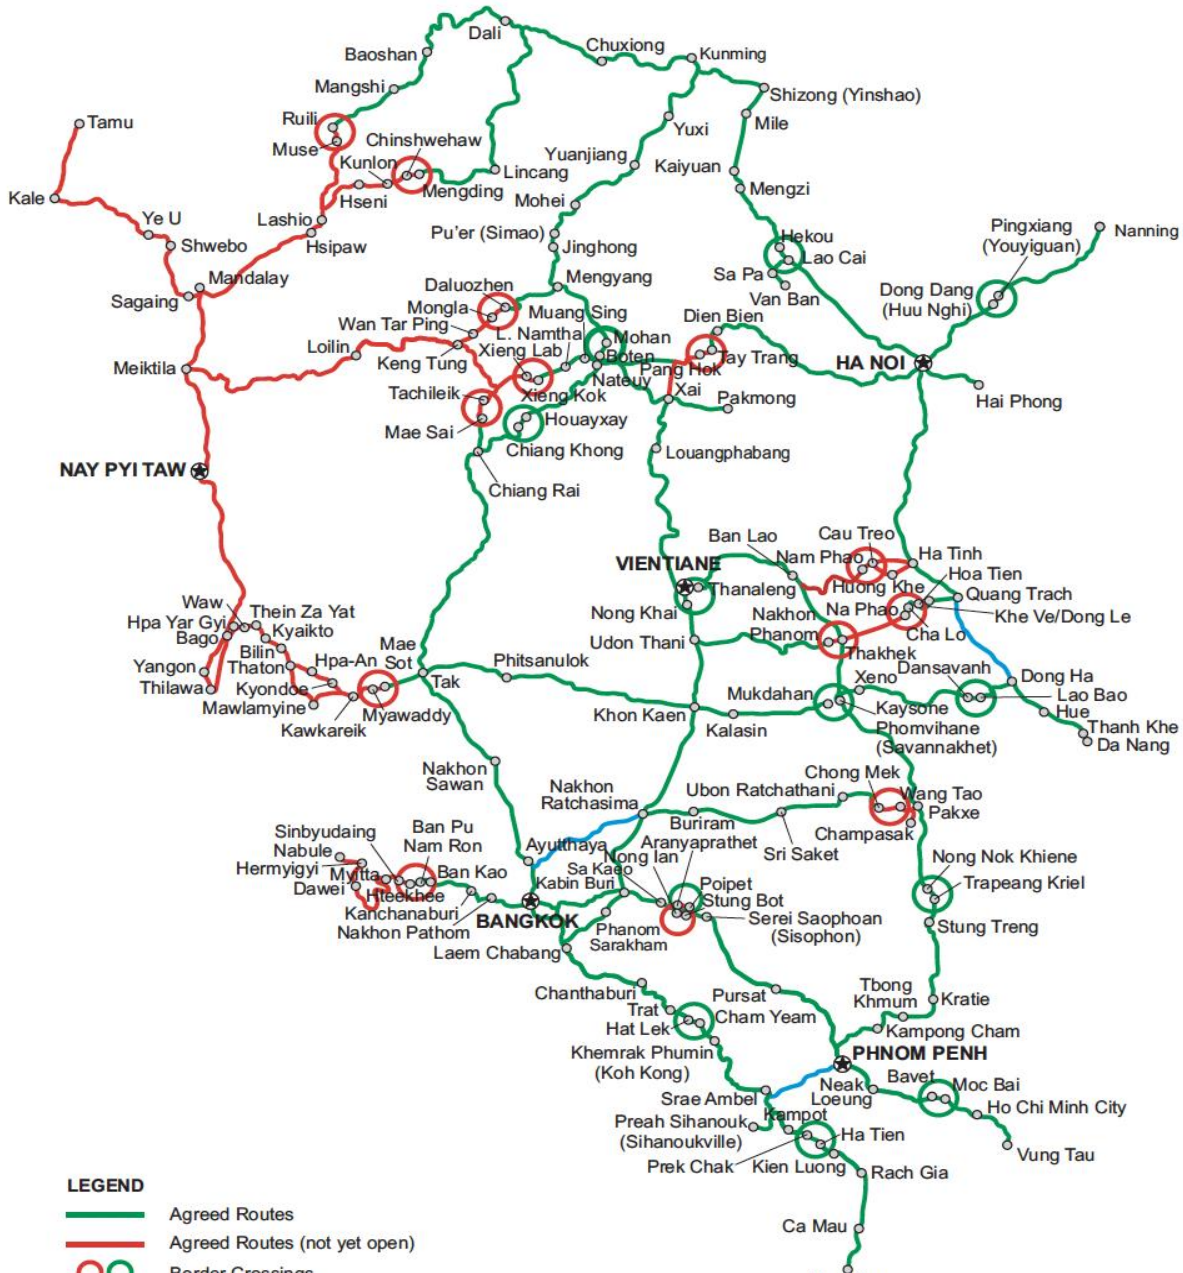 Dali
Chuxiong
Kunming
Baoshan
Mangshi
Shizong (Yinshao)
Ruili
Tamu
Mile
Yuxi
Muse
Chinshwehaw
Kunlon
Yuanjiang
Kaiyuan
Lincang
Mengding
Mengzi
Kale
Hseni
Mohei
Ye U
Lashio
Pingxiang
(Youyiguan)
Nanning
Shwebo
Hsipaw
Pu'er (Simao)
Jinghong
Hekou
Lao Cai
Sa Pa
Mandalay
Mengyang
Daluozhen
Dong Dang
(Huu Nghi)
Sagaing
Van Ban
Mongla
Muang Sing
Dien Bien
Wan Tar Ping
L. Namtha
Mohan
Loilin
Xieng Lab
Boten
Tay Trang
HA NOI
Keng Tung
Pang Hok
Meiktila
Nateuy
Xai
Tachileik
Xieng Kok
Pakmong
Hai Phong
Houayxay
Mae Sai
Chiang Khong
Louangphabang
NAY PYI TAW
Chiang Rai
Ban Lao
Cau Treo
Nam Phao
Ha Tinh
VIENTIANE
Hoa Tien
Thanaleng
Huong Khe
Quang Trach
Waw
Thein Za Yat
Nong Khai
Nakhon
Phanom
Na Phao
Khe Ve/Dong Le
Hpa Yar Gyi
Kyaikto
Bago
Cha Lo
Udon Thani
Bilin
Mae
Sot
Thakhek
Yangon
Thaton
Hpa-An
Phitsanulok
Dansavanh
Thilawa
Kyondoe
Tak
Xeno
Dong Ha
Mukdahan
Lao Bao
Mawlamyine
Myawaddy
Khon Kaen
Kaysone
Phomvihane
(Savannakhet)
Hue
Kawkareik
Kalasin
Thanh Khe
Da Nang
Nakhon
Sawan
Chong Mek
Nakhon
Ratchasima
Ubon Ratchathani
Wang Tao
Pakxe
Buriram
Champasak
Sinbyudaing
Ban Pu
Nam Ron
Aranyaprathet
Nabule
Ayutthaya
Nong Ian
Sri Saket
Nong Nok Khiene
Hermyigyi
Myitta
Ban Kao
Sa Kaeo
Dawei
Hteekhee
Kabin Buri
Poipet
Trapeang Kriel
Stung Bot
Kanchanaburi
BANGKOK
Serei Saophoan
(Sisophon)
Nakhon Pathom
Phanom
Sarakham
Stung Treng
Laem Chabang
Chanthaburi
Pursat
Tbong
Khmum
Kratie
Trat
Cham Yeam
Hat Lek
Kampong Cham
Khemrak Phumin
(Koh Kong)
PHNOM PENH
Neak
Loeung
Bavet
Moc Bai
Srae Ambel
Ho Chi Minh City
Preah Sihanouk
(Sihanoukville)
Kampot
Ha Tien
Vung Tau
Prek Chak
Kien Luong
Rach Gia
Ca Mau
LEGEND
Agreed Routes
Agreed Routes (not yet open)
Border Crossings